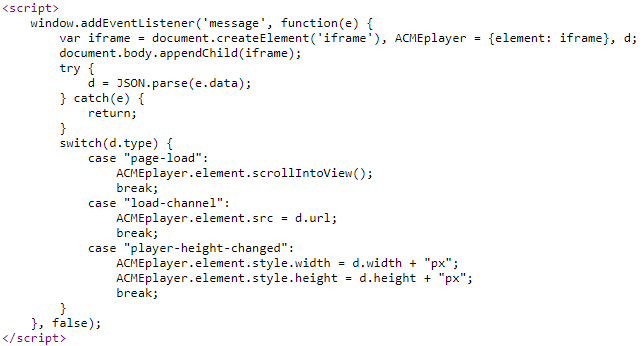 <script>
    window.addEventListener('message', function(e) {
        var iframe = document.createElement('iframe'), ACMEplayer = {element: iframe}, d;
        document.body.appendChild(iframe);
        try {
            d = JSON.parse(e.data);
        } catch(e) {
            return;
        }
        switch(d.type) {
            case "page-load":
                ACMEplayer.element.scrollIntoView();
                break;
            case "load-channel":
                ACMEplayer.element.src = d.url;
                break;
            case "player-height-changed":
                ACMEplayer.element.style.width = d.width + "px";
                ACMEplayer.element.style.height = d.height + "px";
                break;
        }
    }, false);
</script>